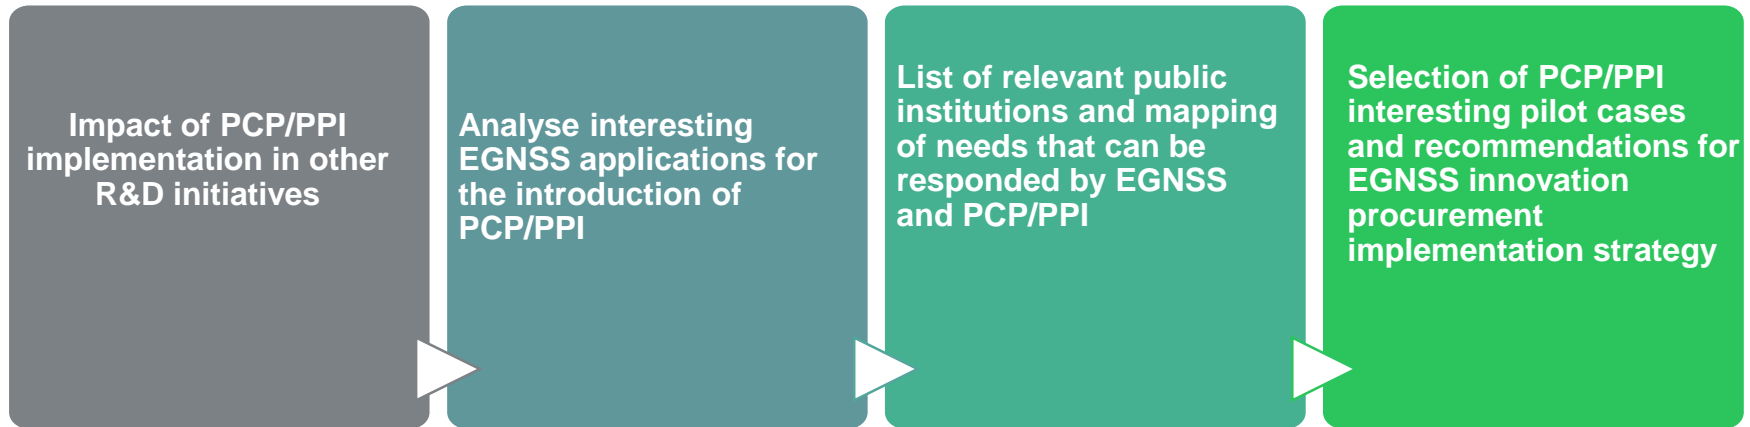 Impact of PCP/PPI
implementation in other
R&D initiatives
Analyse interesting
EGNSS applications for
the introduction of
PCP/PPI
List of relevant public
institutions and mapping
of needs that can be
responded by EGNSS
and PCP/PPI
Selection of PCP/PPI
interesting pilot cases
and recommendations for
EGNSS innovation
procurement
implementation strategy